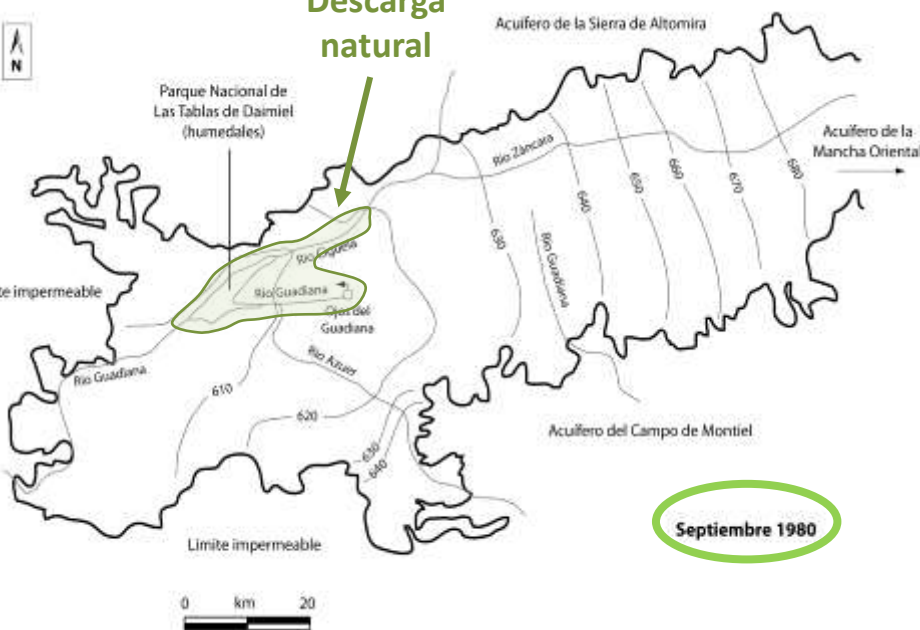 Descarga
natural
N
Acuífero de la Sierra de Altomira
Parque Nacional de
Las Tablas de Daimiel
(humedales)
Acuífero de la
Mancha Oriental
Río Záncara
680
670
660
650
640
630
Río Guadiana
Río Cigüela
Río Guadiana
Ojos del
Guadiana
impermeable
Río Azuer
Río Guadiana
610
620
630
640
Acuífero del Campo de Montiel
Septiembre 1980
Límite impermeable
0 km 20